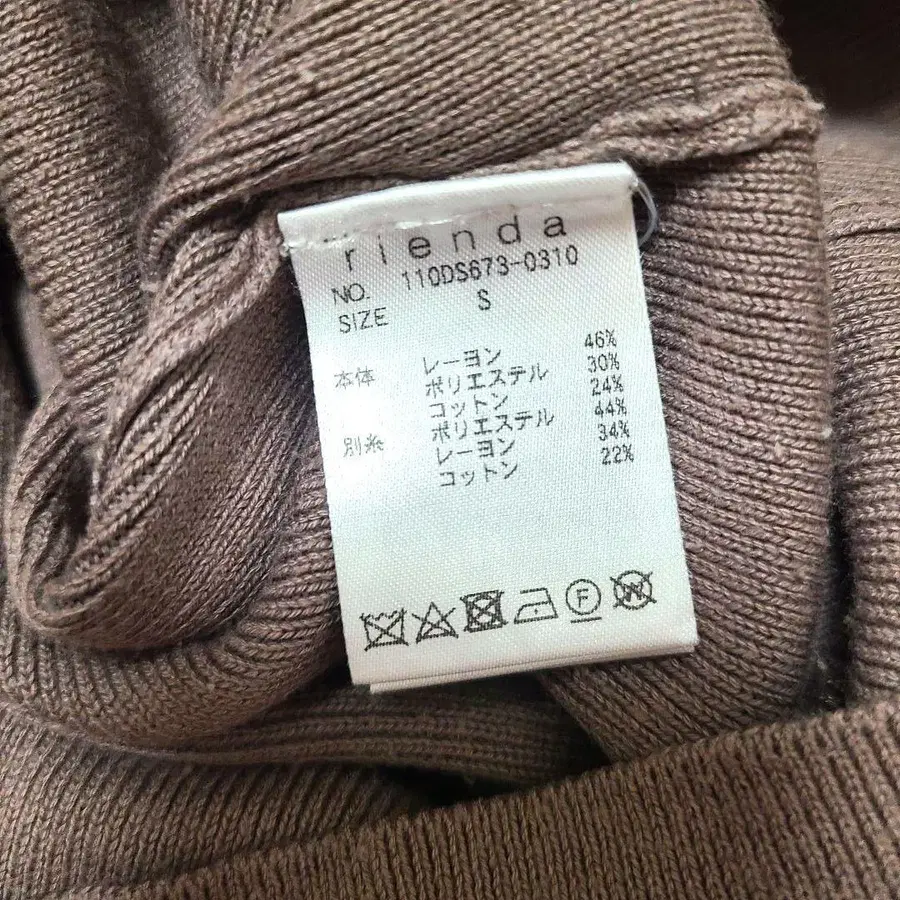 rienda
NO. 110DS673-0310
SIZE S
本体 レーヨン 46%
ポリエステル 30%
コットン 24%
別糸 ポリエステル 44%
レーヨン 34%
コットン 22%
F W